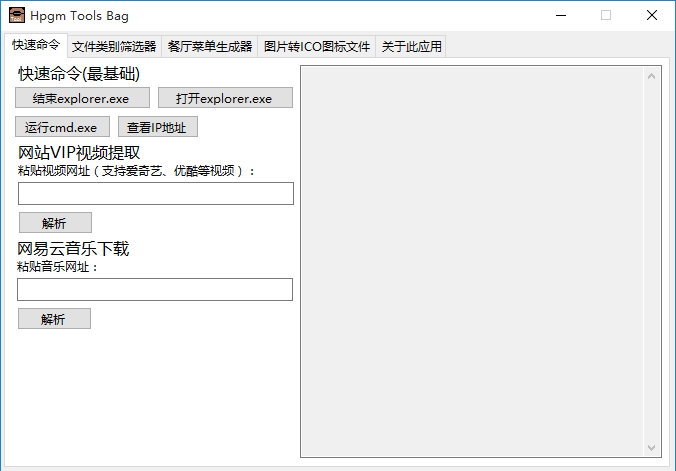 Hpgm Tools Bag
快速命令 文件类别筛选器 餐厅菜单生成器 图片转ICO图标文件 关于此应用
快速命令(最基础)
结束explorer.exe 打开explorer.exe
运行cmd.exe 查看IP地址
网站VIP视频提取
粘贴视频网址（支持爱奇艺、优酷等视频）：
解析
网易云音乐下载
粘贴音乐网址：
解析